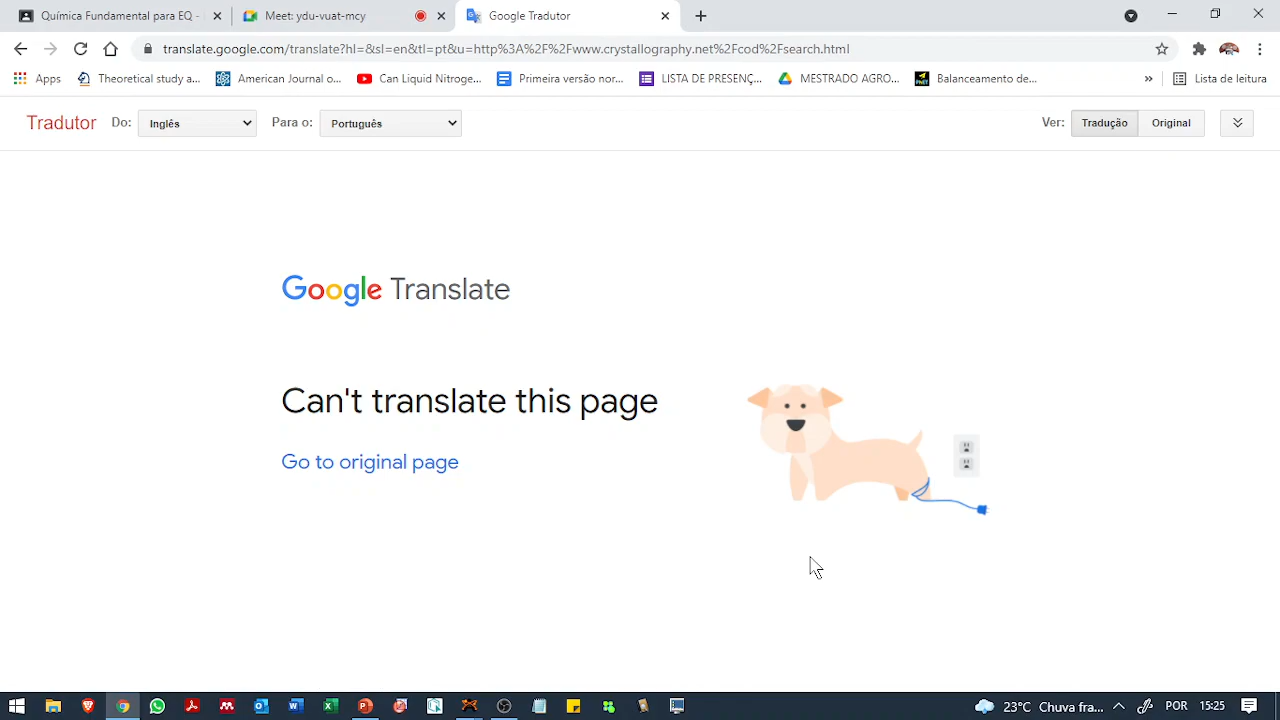 Química Fundamental para EQ -
Meet: ydu-vuat-mcy
Google Tradutor
translate.google.com/translate?hl=&sl=en&tl=pt&u=http%3A%2F%2Fwww.crystallography.net%2Fcod%2Fsearch.html
Apps
Theoretical study a...
American Journal o...
Can Liquid Nitroge...
Primeira versão nor...
LISTA DE PRESENÇ...
MESTRADO AGRO...
Balanceamento de...
»
Lista de leitura
Tradutor
Do:
Inglês
Para o:
Português
Ver:
Tradução
Original
Google Translate
Can't translate this page
Go to original page
23°C Chuva fra...
POR
15:25